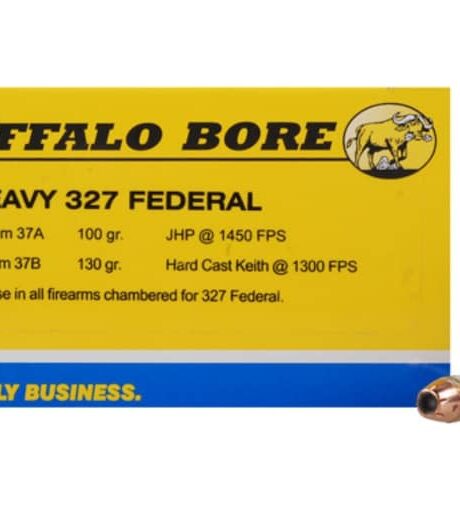 FFALO BORE
EAVY 327 FEDERAL
m 37A 100 gr. JHP @ 1450 FPS
m 37B 130 gr. Hard Cast Keith @ 1300 FPS
se in all firearms chambered for 327 Federal.
LY BUSINESS.